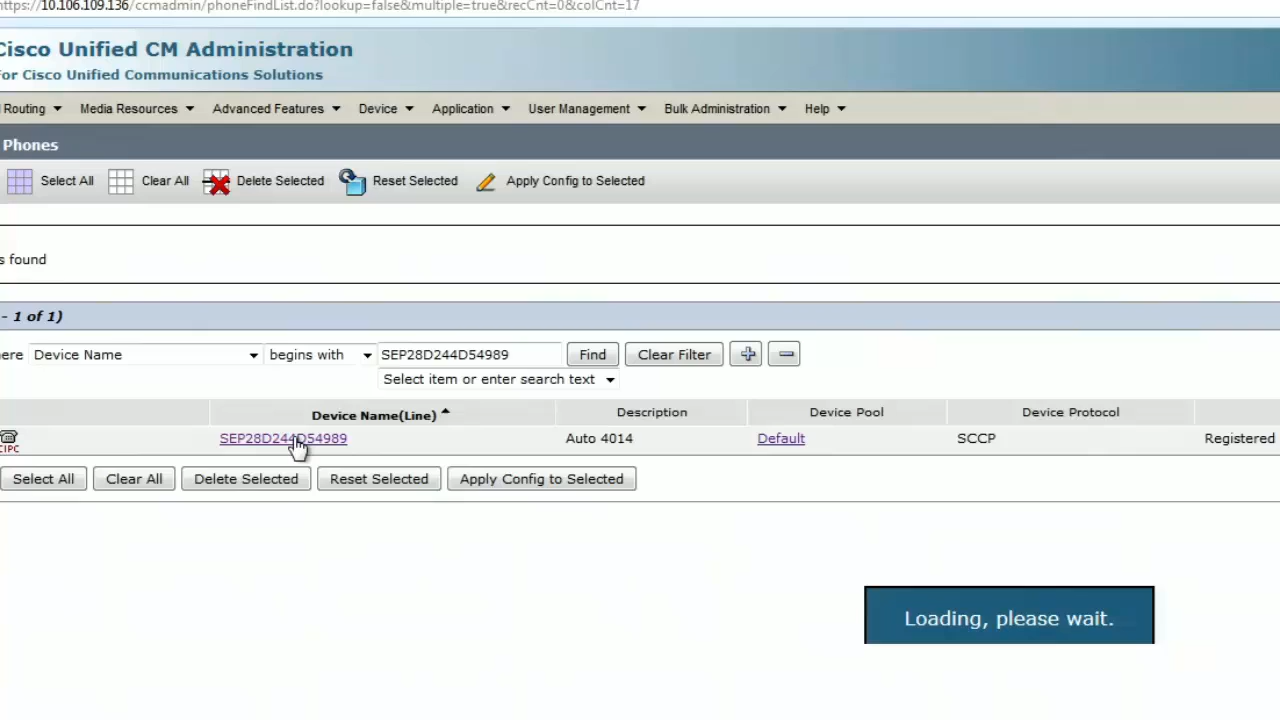 https://10.106.109.136/ccmadmin/phoneFindList.do?lookup=false&multiple=true&recCnt=0&colCnt=17
Cisco Unified CM Administration
For Cisco Unified Communications Solutions
Routing Media Resources Advanced Features Device Application User Management Bulk Administration Help
Phones
Select All Clear All Delete Selected Reset Selected Apply Config to Selected
s found
- 1 of 1)
ere Device Name begins with SEP28D244D54989 Find Clear Filter
Select item or enter search text
Device Name(Line) Description Device Pool Device Protocol
SEP28D244D54989 Auto 4014 Default SCCP Registered
CIPC
Select All Clear All Delete Selected Reset Selected Apply Config to Selected
Loading, please wait.